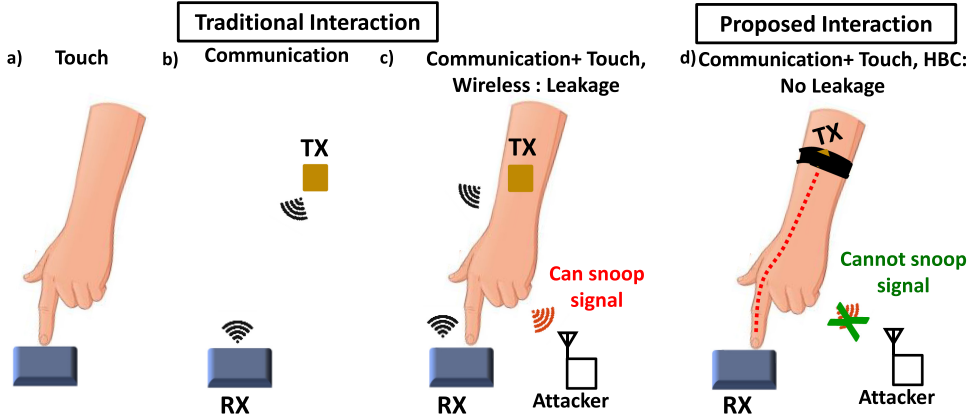 Traditional Interaction
Proposed Interaction
a)
Touch
b)
Communication
c)
Communication+ Touch,
Wireless : Leakage
d)
Communication+ Touch, HBC:
No Leakage
TX
TX
TX
Can snoop
signal
Cannot snoop
signal
RX
RX
Attacker
RX
Attacker